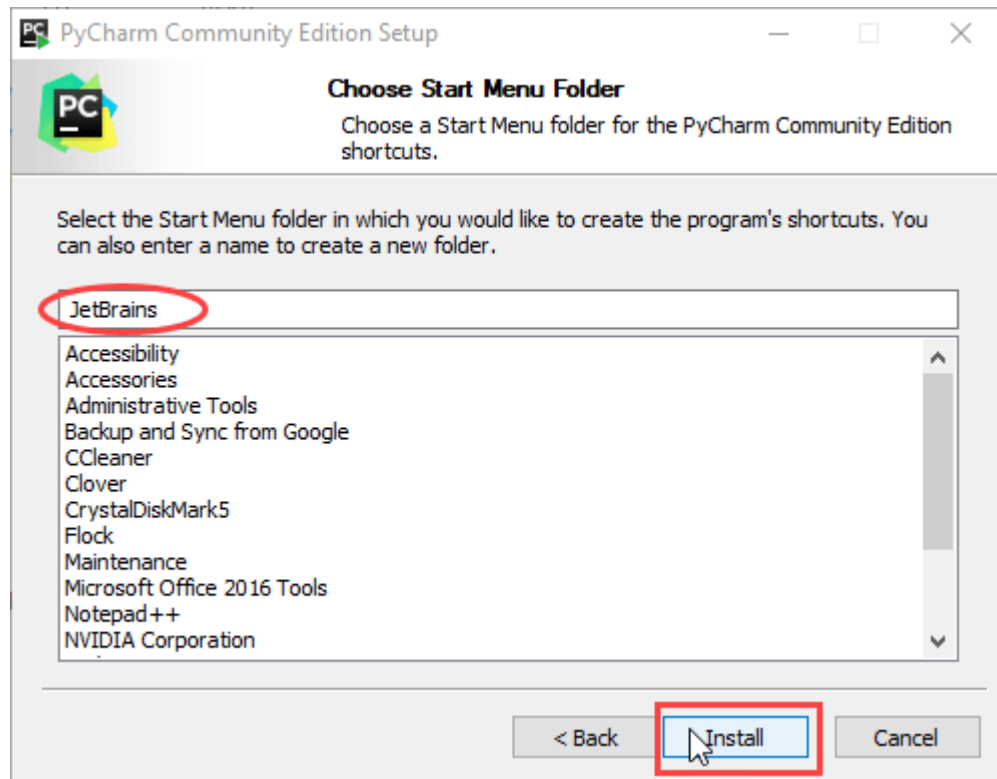 PC PyCharm Community Edition Setup
PC
Choose Start Menu Folder
Choose a Start Menu folder for the PyCharm Community Edition
shortcuts.
Select the Start Menu folder in which you would like to create the program's shortcuts. You
can also enter a name to create a new folder.
JetBrains
Accessibility
Accessories
Administrative Tools
Backup and Sync from Google
CCleaner
Clover
CrystalDiskMark5
Flock
Maintenance
Microsoft Office 2016 Tools
Notepad++
NVIDIA Corporation
< Back Install Cancel